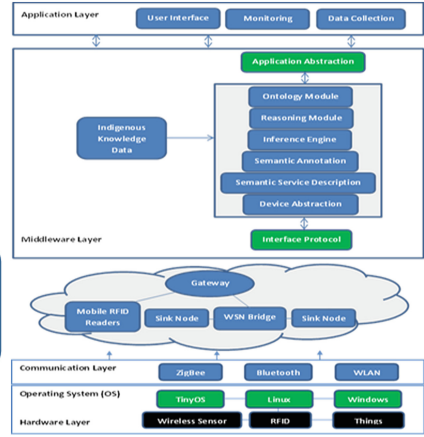 Application Layer
User Interface
Monitoring
Data Collection
Application Abstraction
Ontology Module
Reasoning Module
Indigenous
Knowledge
Data
Inference Engine
Semantic Annotation
Semantic Service Description
Device Abstraction
Middleware Layer
Interface Protocol
Gateway
Mobile RFID
Readers
Sink Node
WSN Bridge
Sink Node
Communication Layer
ZigBee
Bluetooth
WLAN
Operating System (OS)
TinyOS
Linux
Windows
Hardware Layer
Wireless Sensor
RFID
Things